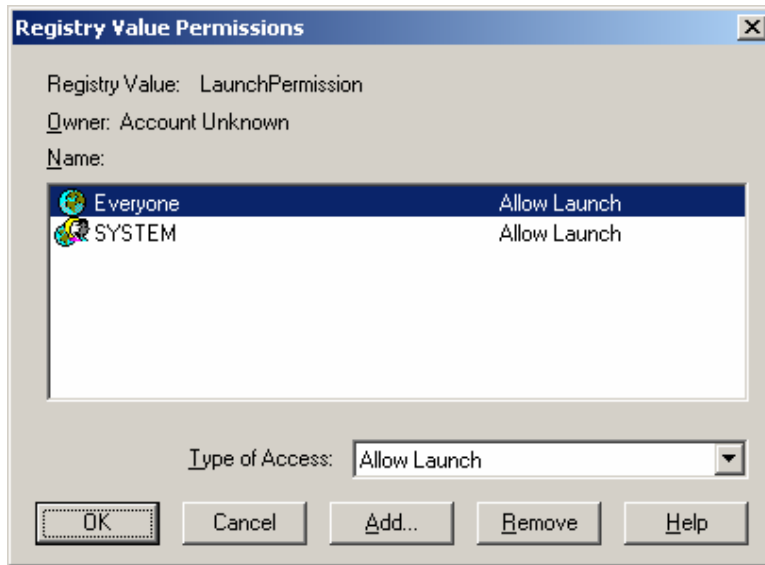 Registry Value Permissions
Registry Value: LaunchPermission
Owner: Account Unknown
Name:
Everyone Allow Launch
SYSTEM Allow Launch
Type of Access: Allow Launch
OK Cancel Add... Remove Help